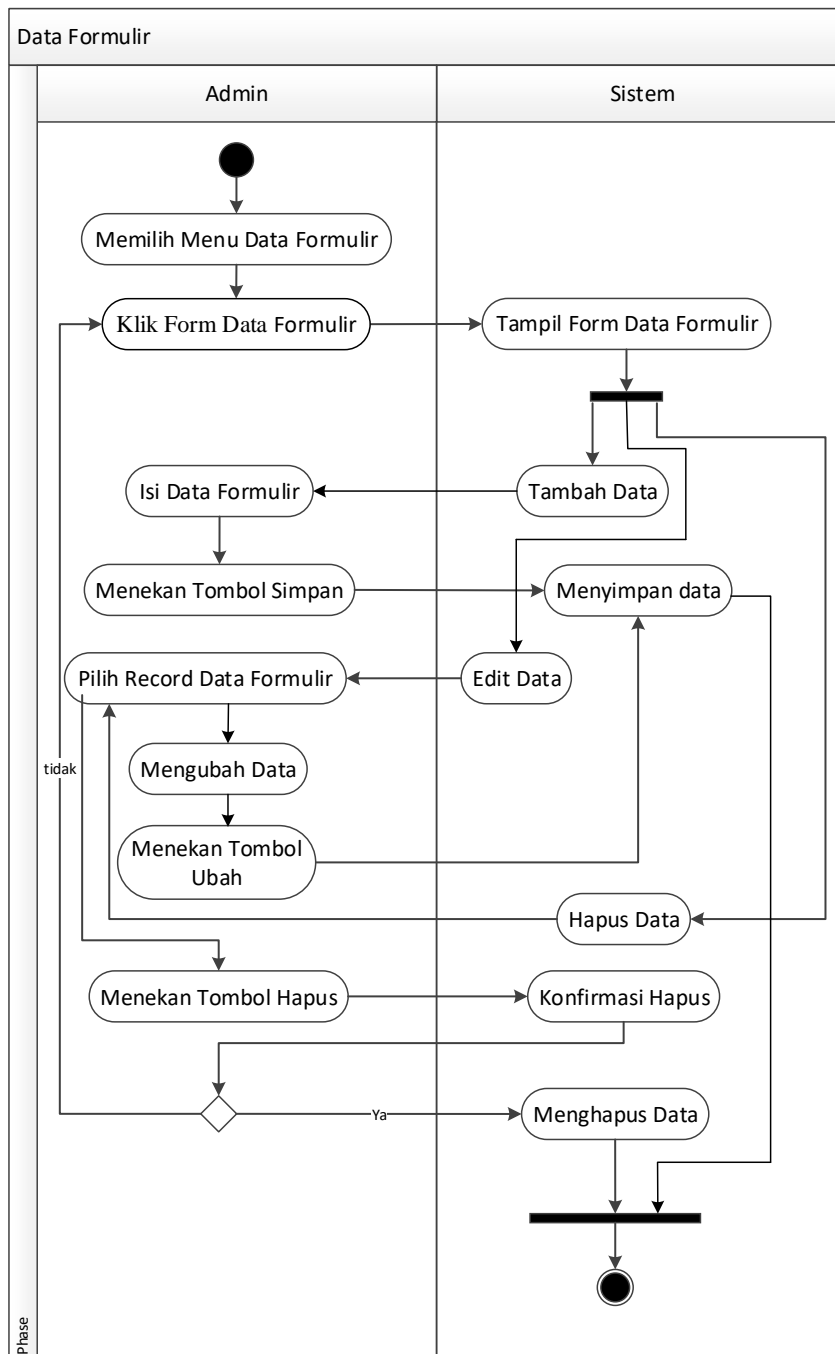 Data Formulir
Admin
Sistem
Memilih Menu Data Formulir
Klik Form Data Formulir
Tampil Form Data Formulir
Isi Data Formulir
Tambah Data
Menekan Tombol Simpan
Menyimpan data
Pilih Record Data Formulir
Edit Data
tidak
Mengubah Data
Menekan Tombol
Ubah
Hapus Data
Menekan Tombol Hapus
Konfirmasi Hapus
Ya
Menghapus Data
Phase